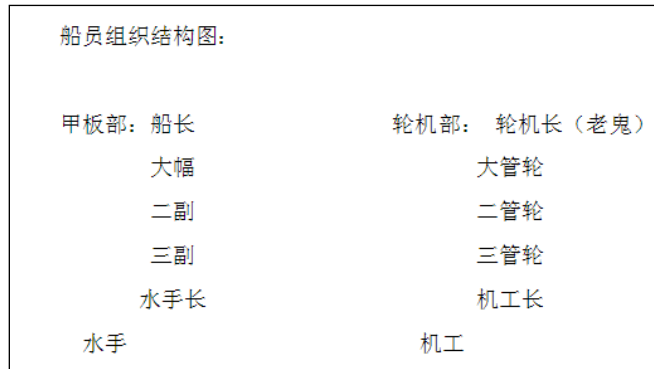 船员组织结构图：
甲板部：船长 轮机部： 轮机长（老鬼）
大幅 大管轮
二副 二管轮
三副 三管轮
水手长 机工长
水手 机工